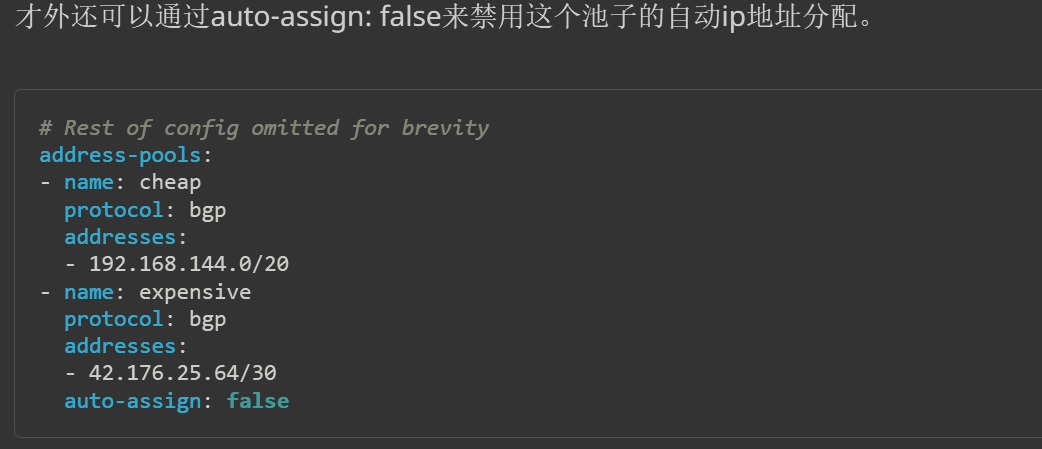 才外还可以通过auto-assign: false来禁用这个池子的自动ip地址分配。
# Rest of config omitted for brevity
address-pools:
- name: cheap
  protocol: bgp
  addresses:
  - 192.168.144.0/20
- name: expensive
  protocol: bgp
  addresses:
  - 42.176.25.64/30
  auto-assign: false